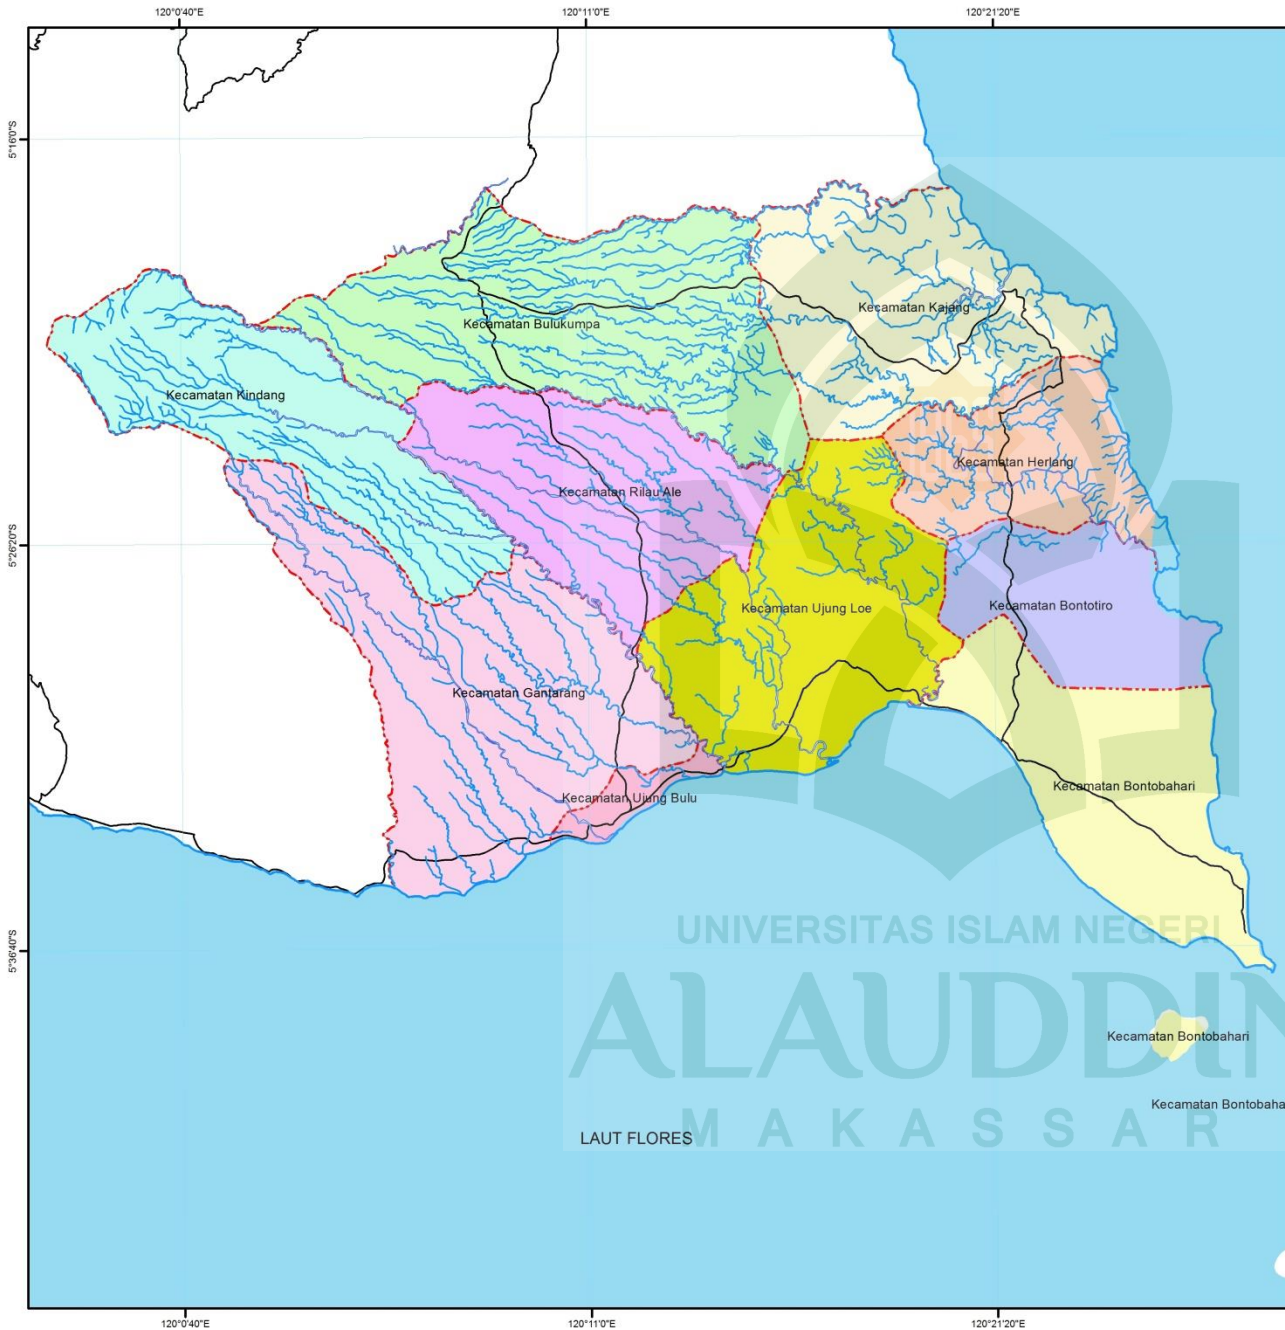 120°0'40"E
120°11'0"E
120°21'20"E
5°16'0"S
Kecamatan Kajang
Kecamatan Bulukumpa
Kecamatan Kindang
Kecamatan Herlang
Kecamatan Rilau Ale
5°26'20"S
Kecamatan Bontotiro
Kecamatan Ujung Loe
Kecamatan Gantarang
Kecamatan Bontobahari
Kecamatan Ujung Bulu
UNIVERSITAS ISLAM NEGERI
5°36'40"S
ALAUDDIN
Kecamatan Bontobahari
Kecamatan Bontobaha
MAKASSAR
LAUT FLORES
120°0'40"E
120°11'0"E
120°21'20"E